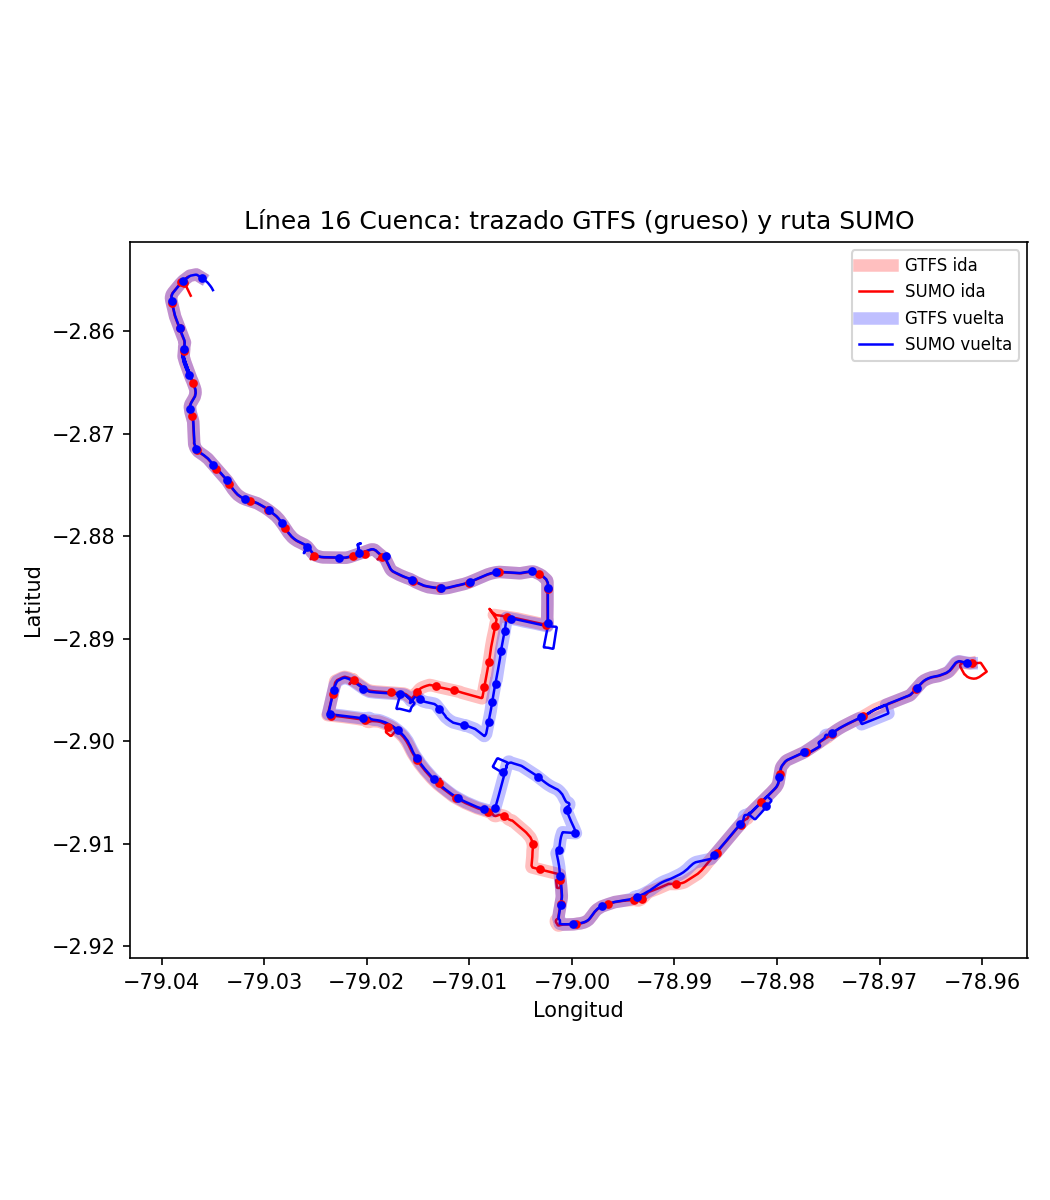 Línea 16 Cuenca: trazado GTFS (grueso) y ruta SUMO
GTFS ida
SUMO ida
GTFS vuelta
SUMO vuelta
Latitud
−2.86
−2.87
−2.88
−2.89
−2.90
−2.91
−2.92
−79.04 −79.03 −79.02 −79.01 −79.00 −78.99 −78.98 −78.97 −78.96
Longitud